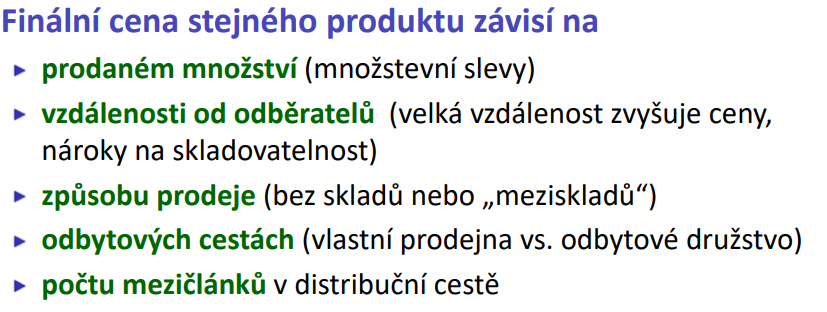 Finální cena stejného produktu závisí na
prodaném množství (množstevní slevy)
vzdálenosti od odběratelů (velká vzdálenost zvyšuje ceny,
nároky na skladovatelnost)
způsobu prodeje (bez skladů nebo „meziskladů“)
odbytových cestách (vlastní prodejna vs. odbytové družstvo)
počtu mezičlánků v distribuční cestě